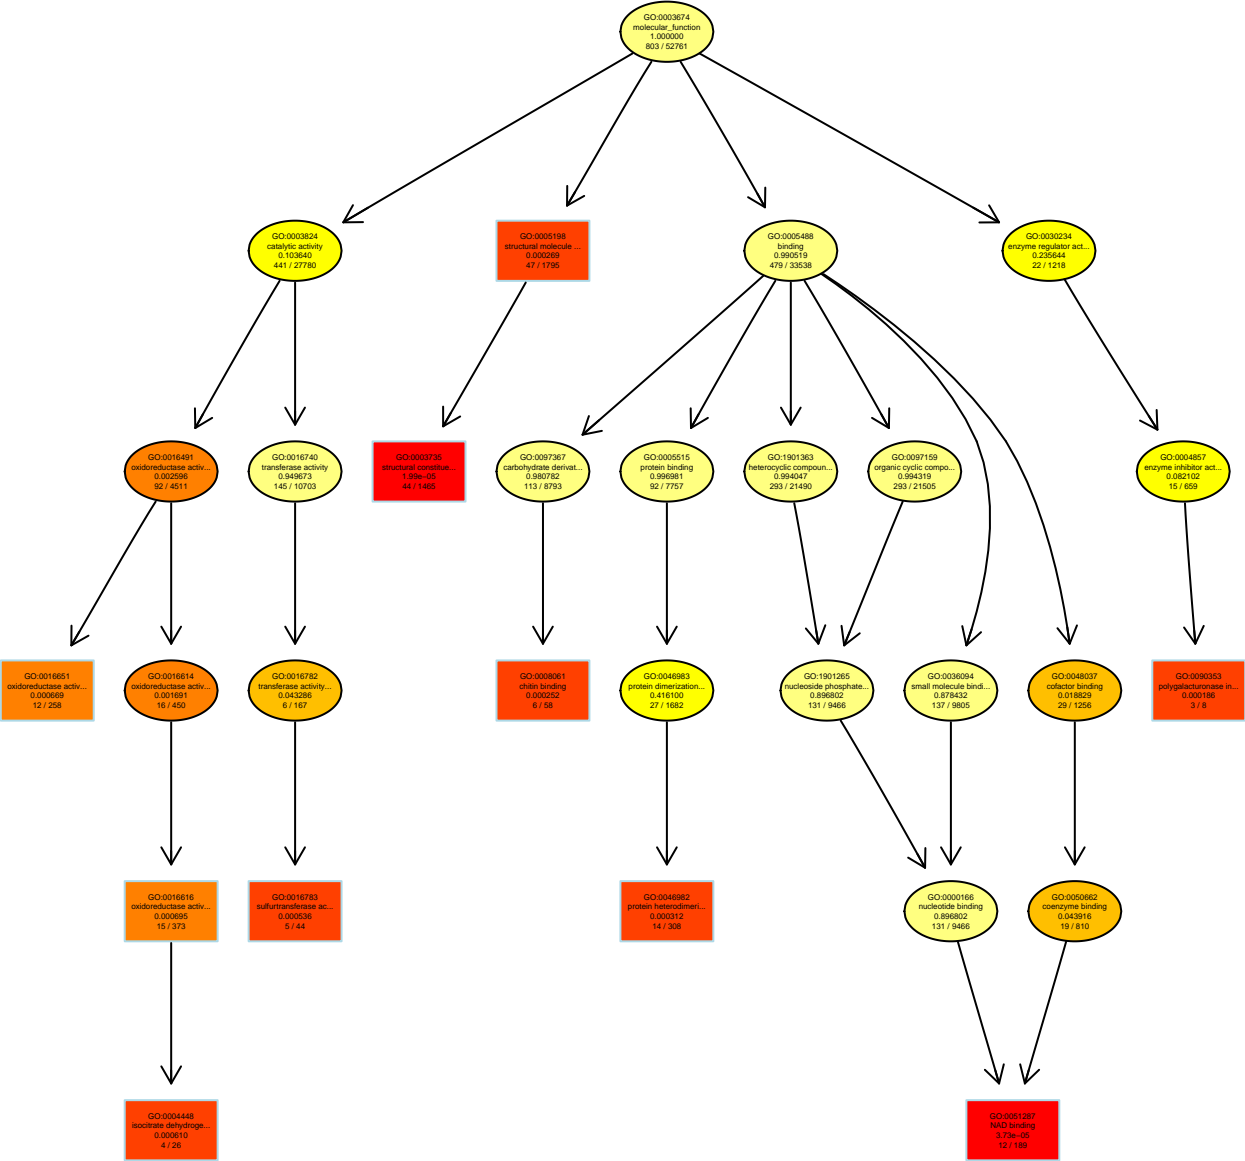 GO:0003674
molecular_function
1.000000
803 / 52761
GO:0003824
catalytic activity
0.103640
441 / 27780
GO:0005198
structural molecule ...
0.000269
47 / 1795
GO:0005488
binding
0.990519
479 / 33538
GO:0030234
enzyme regulator act...
0.235644
22 / 1218
GO:0016491
oxidoreductase activ...
0.002596
92 / 4511
GO:0016740
transferase activity
0.949673
145 / 10703
GO:0003735
structural constitue...
1.99e−05
44 / 1455
GO:0097367
carbohydrate derivat...
0.980782
113 / 8793
GO:0005515
protein binding
0.996981
92 / 7757
GO:1901363
heterocyclic compoun...
0.994047
293 / 21490
GO:0097159
organic cyclic compo...
0.994319
293 / 21505
GO:0004857
enzyme inhibitor act...
0.082102
15 / 659
GO:0016651
oxidoreductase activ...
0.000669
12 / 258
GO:0016614
oxidoreductase activ...
0.001691
16 / 450
GO:0016782
transferase activity...
0.043286
6 / 167
GO:0008061
chitin binding
0.000252
6 / 58
GO:0046983
protein dimerization...
0.416100
27 / 1682
GO:1901265
nucleoside phosphate...
0.896802
131 / 9466
GO:0036094
small molecule bindi...
0.878432
137 / 9805
GO:0048037
cofactor binding
0.018829
29 / 1256
GO:0090353
polygalacturonase in...
0.000186
3 / 8
GO:0016616
oxidoreductase activ...
0.000695
15 / 373
GO:0016783
sulfurtransferase ac...
0.000536
5 / 44
GO:0046982
protein heterodimeri...
0.000312
14 / 308
GO:0000166
nucleotide binding
0.896802
131 / 9466
GO:0050662
coenzyme binding
0.043916
19 / 810
GO:0004448
isocitrate dehydroge...
0.000610
4 / 26
GO:0051287
NAD binding
3.73e−05
12 / 189